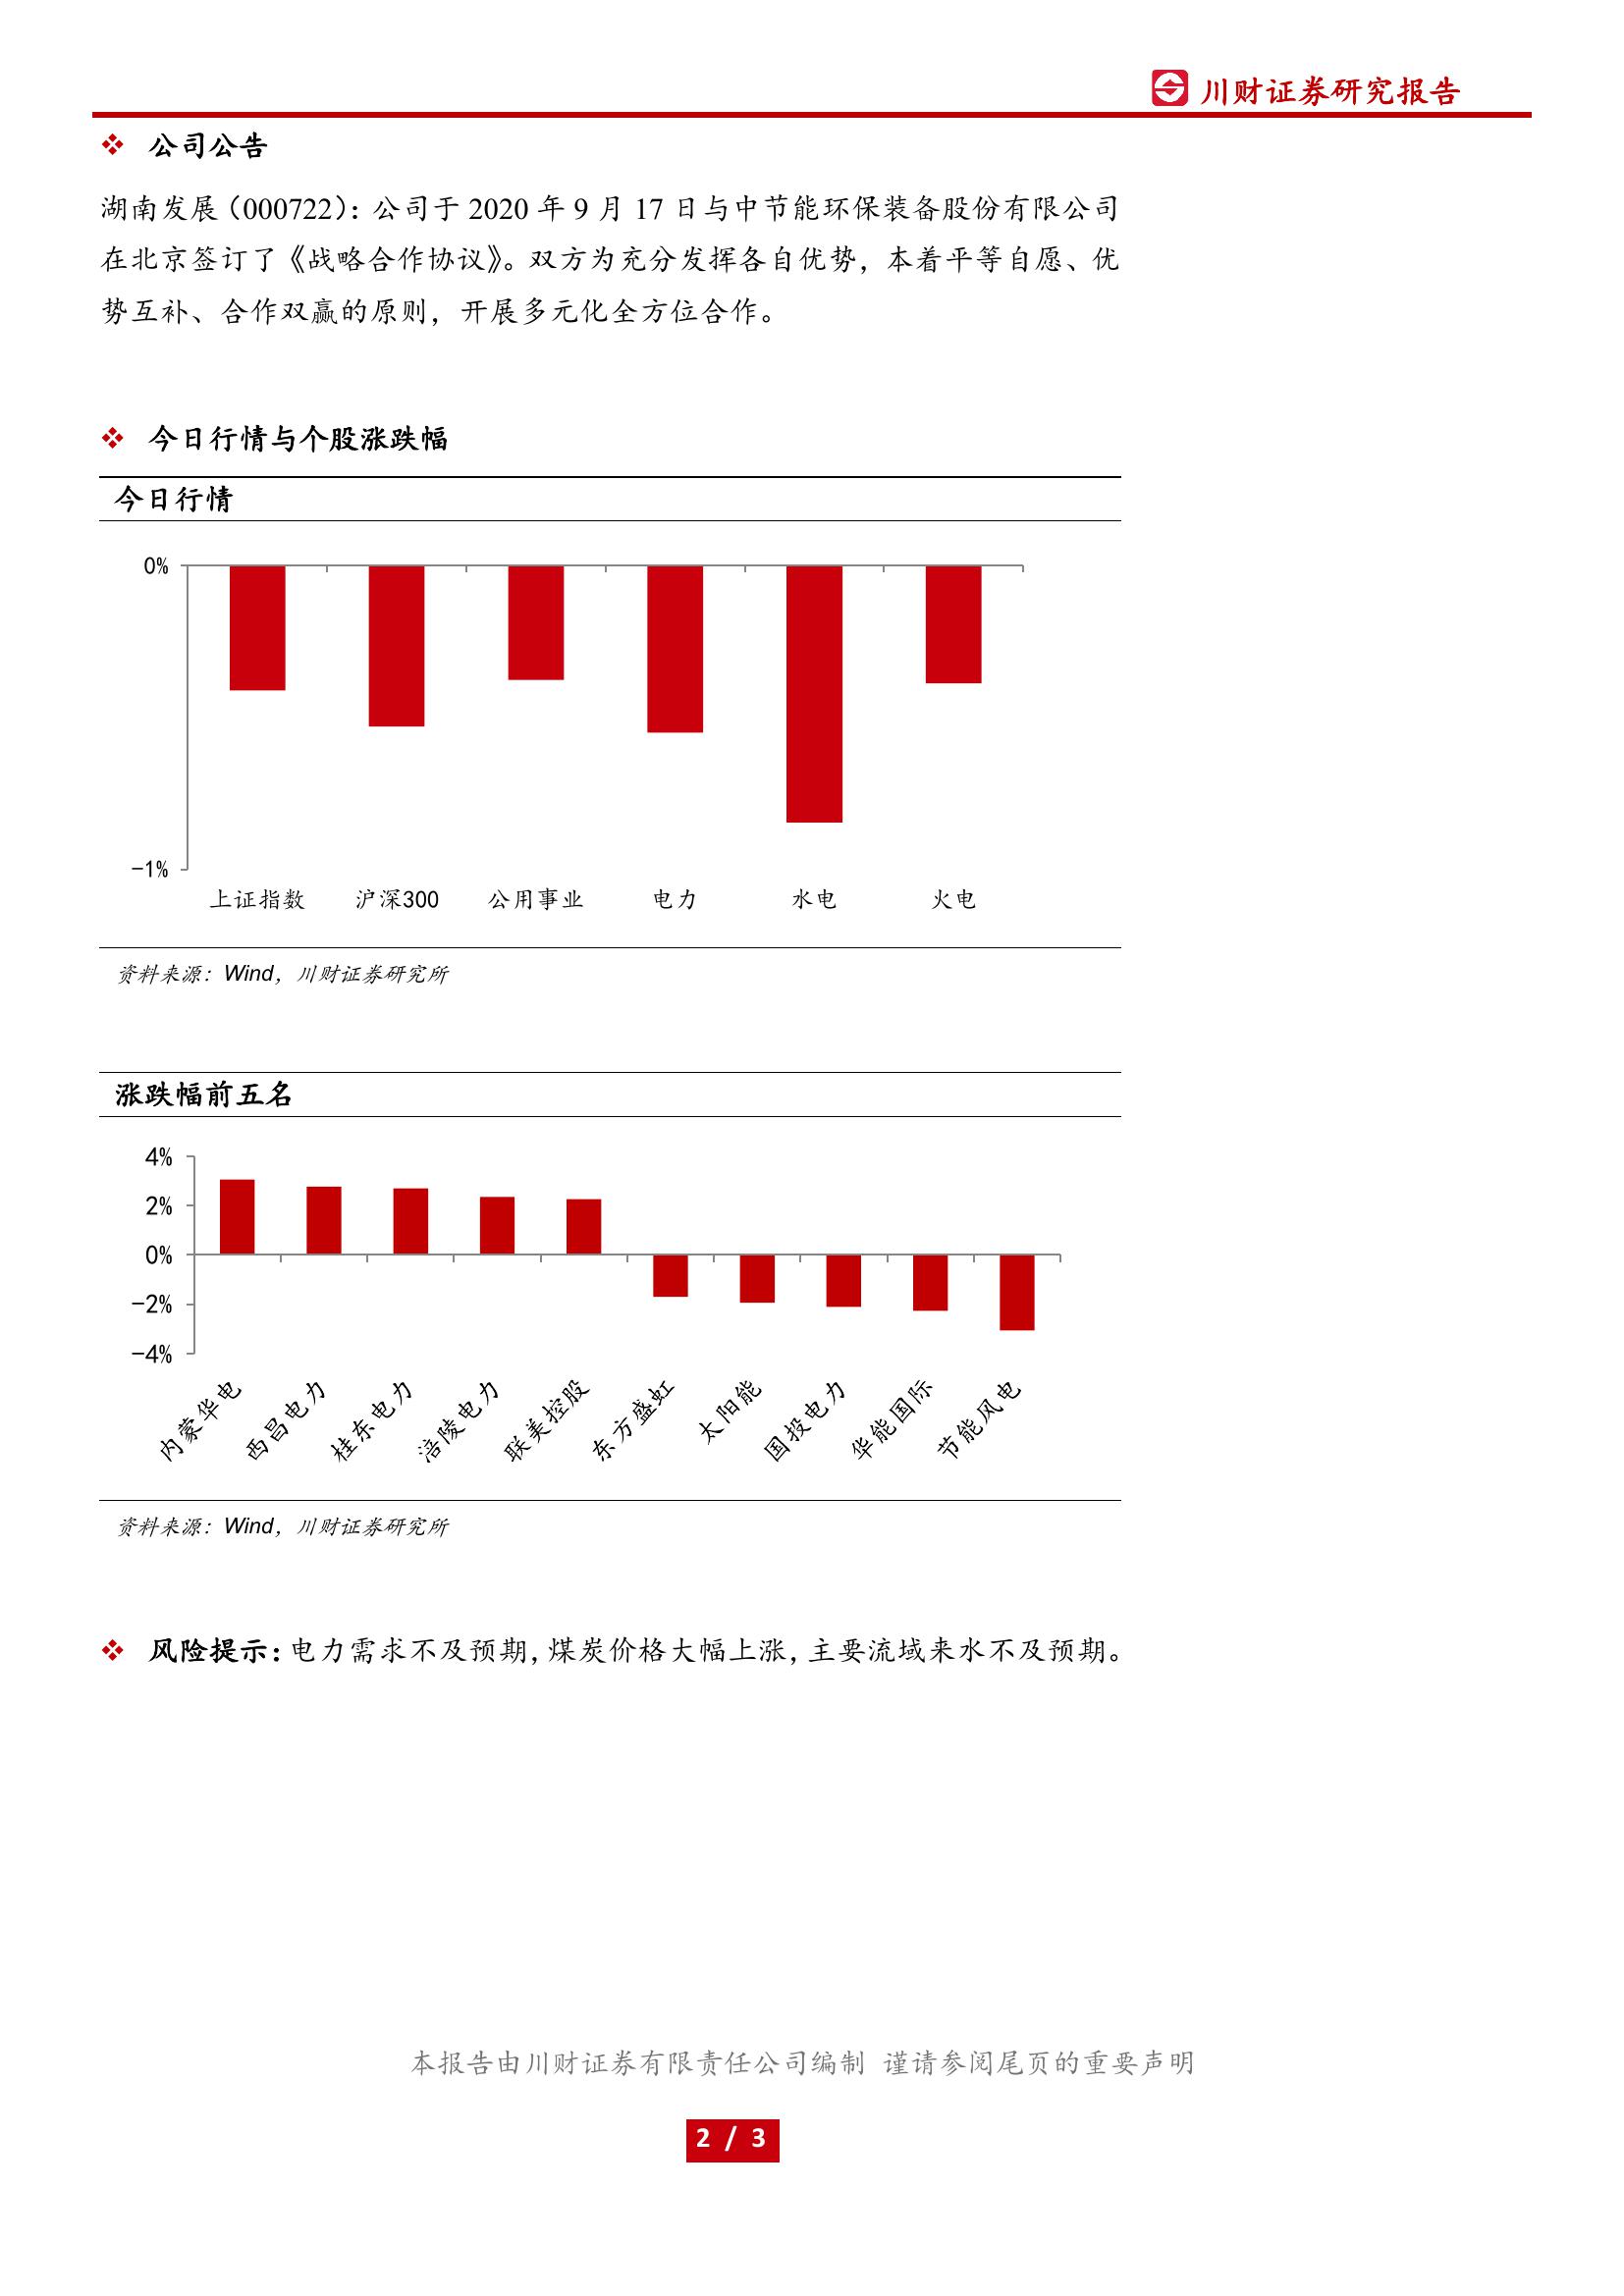 川财证券研究报告
❖ 公司公告
湖南发展（000722）：公司于 2020 年 9 月 17 日与中节能环保装备股份有限公司
在北京签订了《战略合作协议》。双方为充分发挥各自优势，本着平等自愿、优
势互补、合作双赢的原则，开展多元化全方位合作。
❖ 今日行情与个股涨跌幅
今日行情
0%
-1%
上证指数 沪深300 公用事业 电力 水电 火电
资料来源：Wind，川财证券研究所
涨跌幅前五名
4%
2%
0%
-2%
-4%
内蒙华电 西昌电力 桂东电力 涪陵电力 联美控股 东方盛虹 太阳能 国投电力 华能国际 节能风电
资料来源：Wind，川财证券研究所
❖ 风险提示：电力需求不及预期，煤炭价格大幅上涨，主要流域来水不及预期。
本报告由川财证券有限责任公司编制 谨请参阅尾页的重要声明
2 / 3